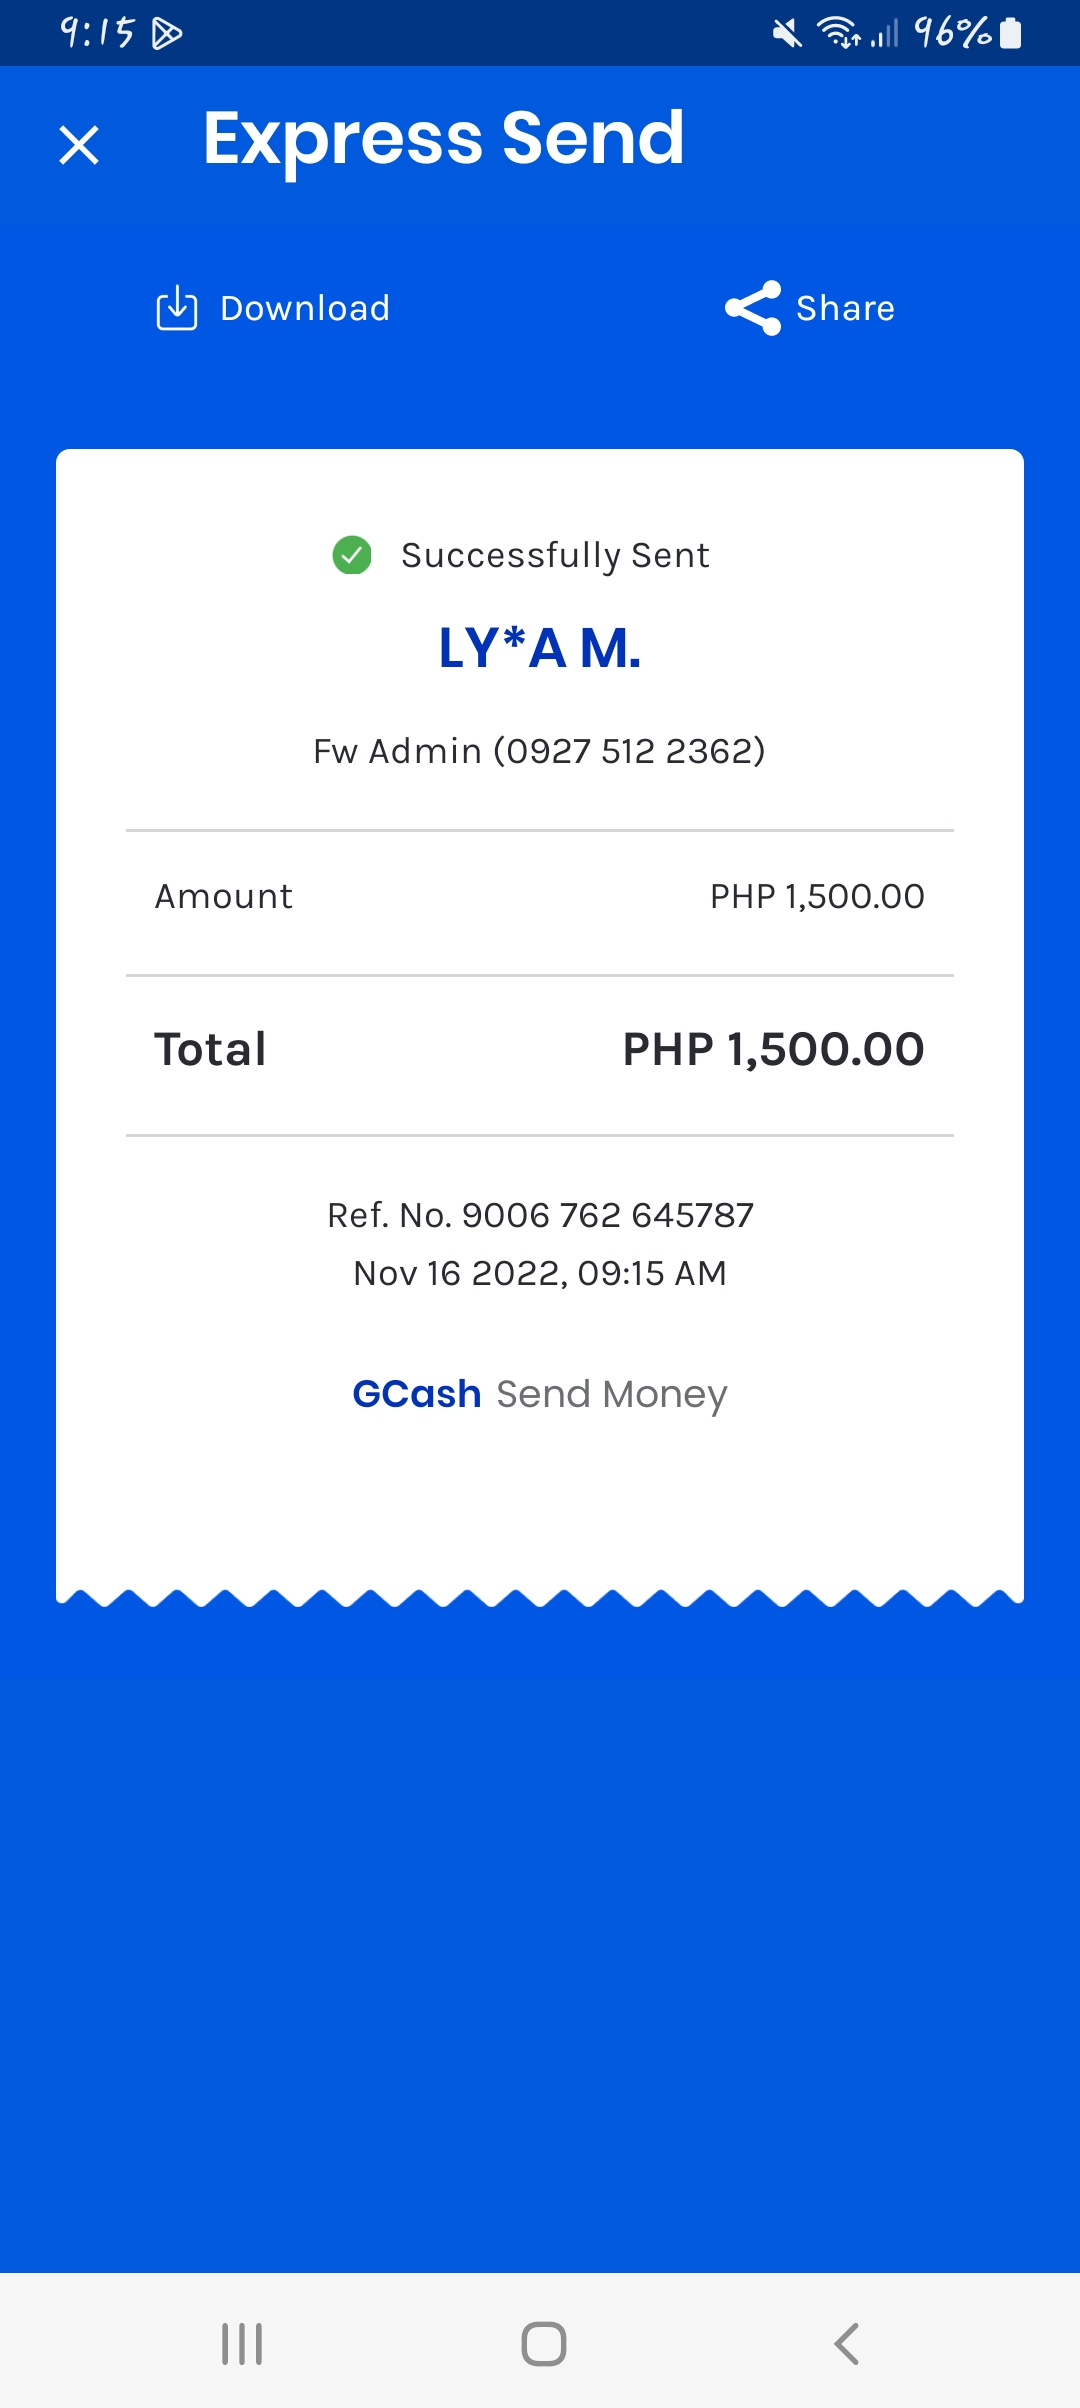 9:15 96%
Express Send
Download Share
Successfully Sent
LY*A M.
Fw Admin (0927 512 2362)
Amount PHP 1,500.00
Total PHP 1,500.00
Ref. No. 9006 762 645787
Nov 16 2022, 09:15 AM
GCash Send Money